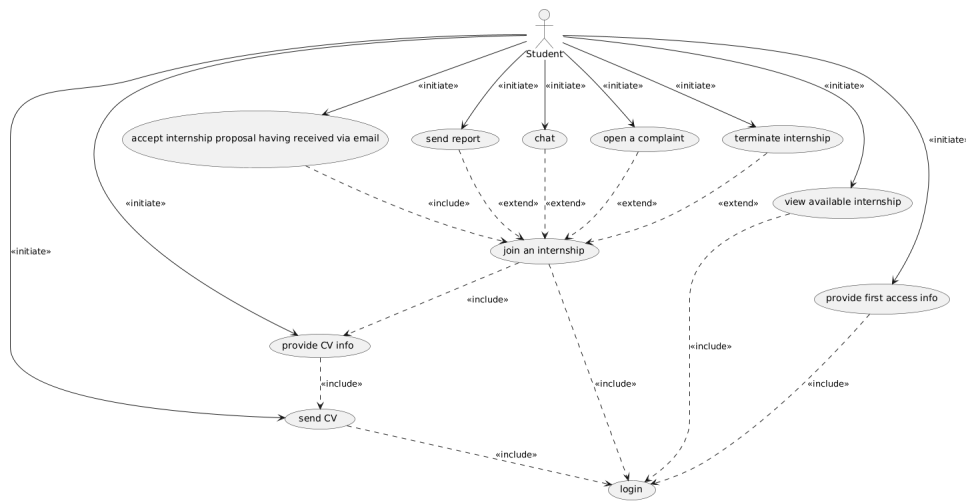 Student
«initiate»
«initiate»
«initiate»
«initiate»
«initiate»
«initiate»
accept internship proposal having received via email
send report
chat
open a complaint
terminate internship
«initiate»
«initiate»
«include»
«extend»
«extend»
«extend»
«extend»
view available internship
«initiate»
join an internship
«include»
provide first access info
provide CV info
«include»
«include»
«include»
«include»
send CV
«include»
login